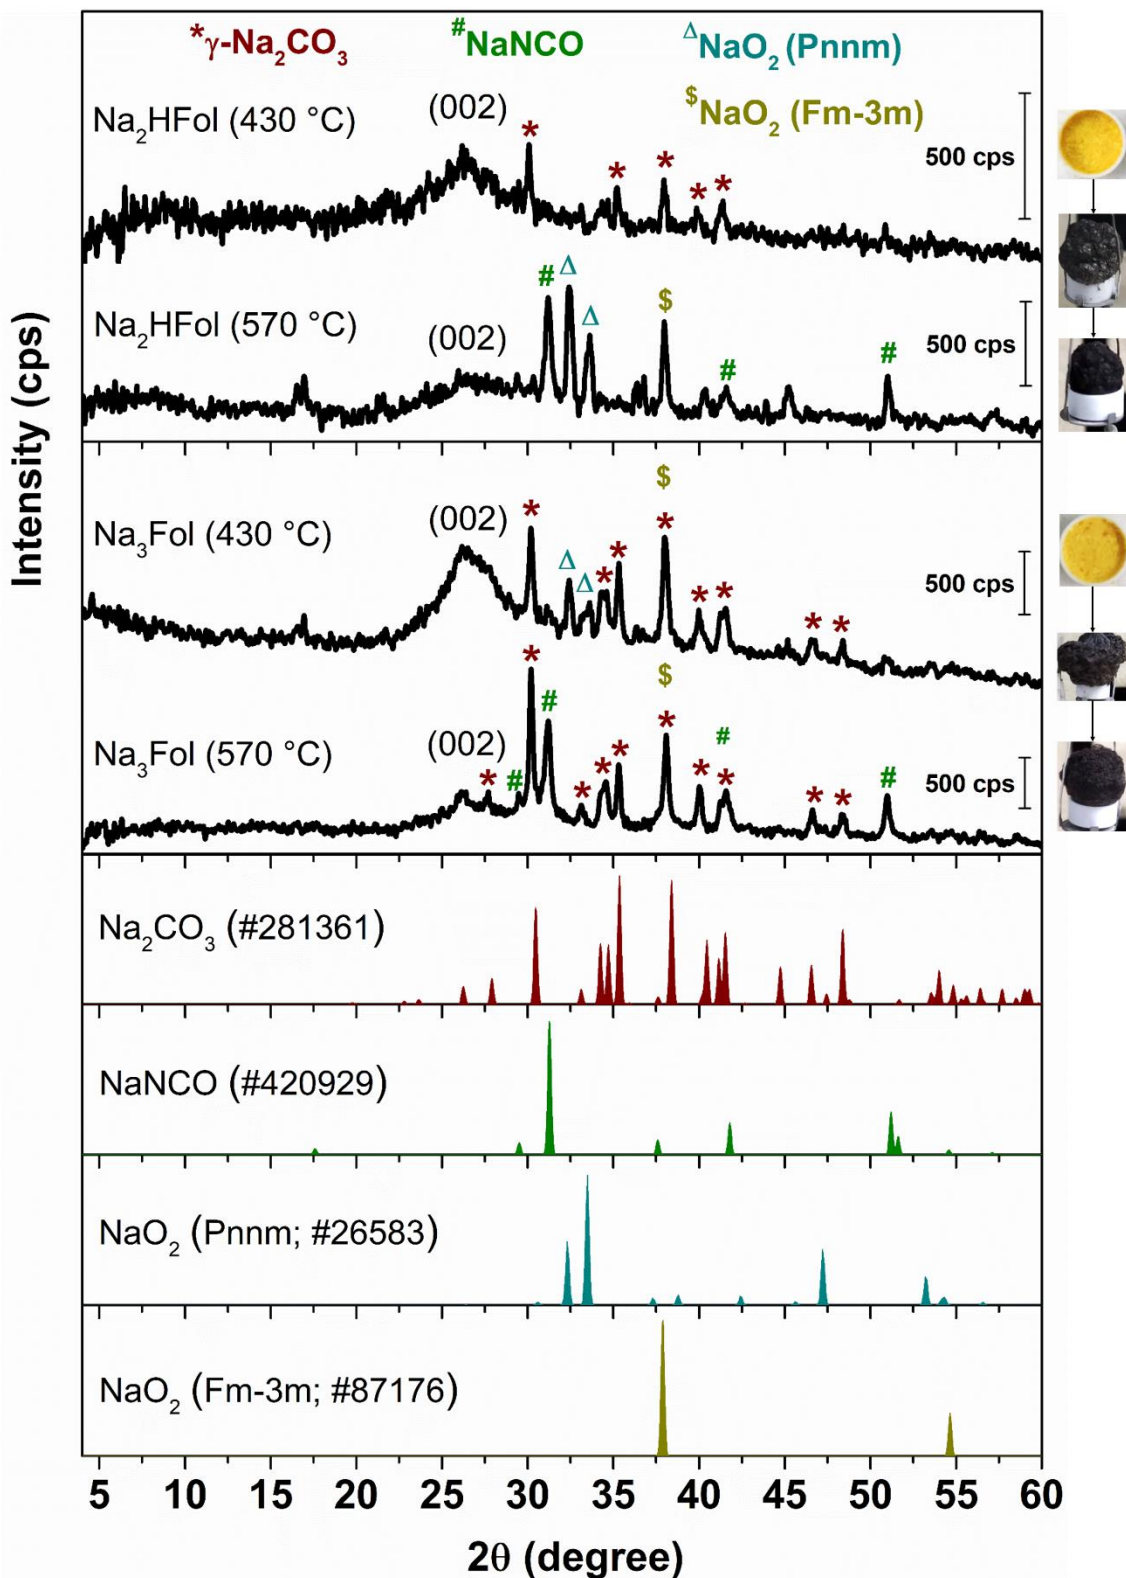 *γ-Na₂CO₃ #NaNCO ΔNaO₂ (Pnnm)
$NaO₂ (Fm-3m)
Na₂HFol (430 °C) (002) * * * * *
500 cps
Na₂HFol (570 °C) (002) # Δ Δ $ # #
500 cps
Na₃Fol (430 °C) (002) * Δ Δ * * $ * * * * *
500 cps
Na₃Fol (570 °C) (002) * # * # * * * $ * * # * * * #
500 cps
Na₂CO₃ (#281361)
NaNCO (#420929)
NaO₂ (Pnnm; #26583)
NaO₂ (Fm-3m; #87176)
5 10 15 20 25 30 35 40 45 50 55 60
2θ (degree)
Intensity (cps)